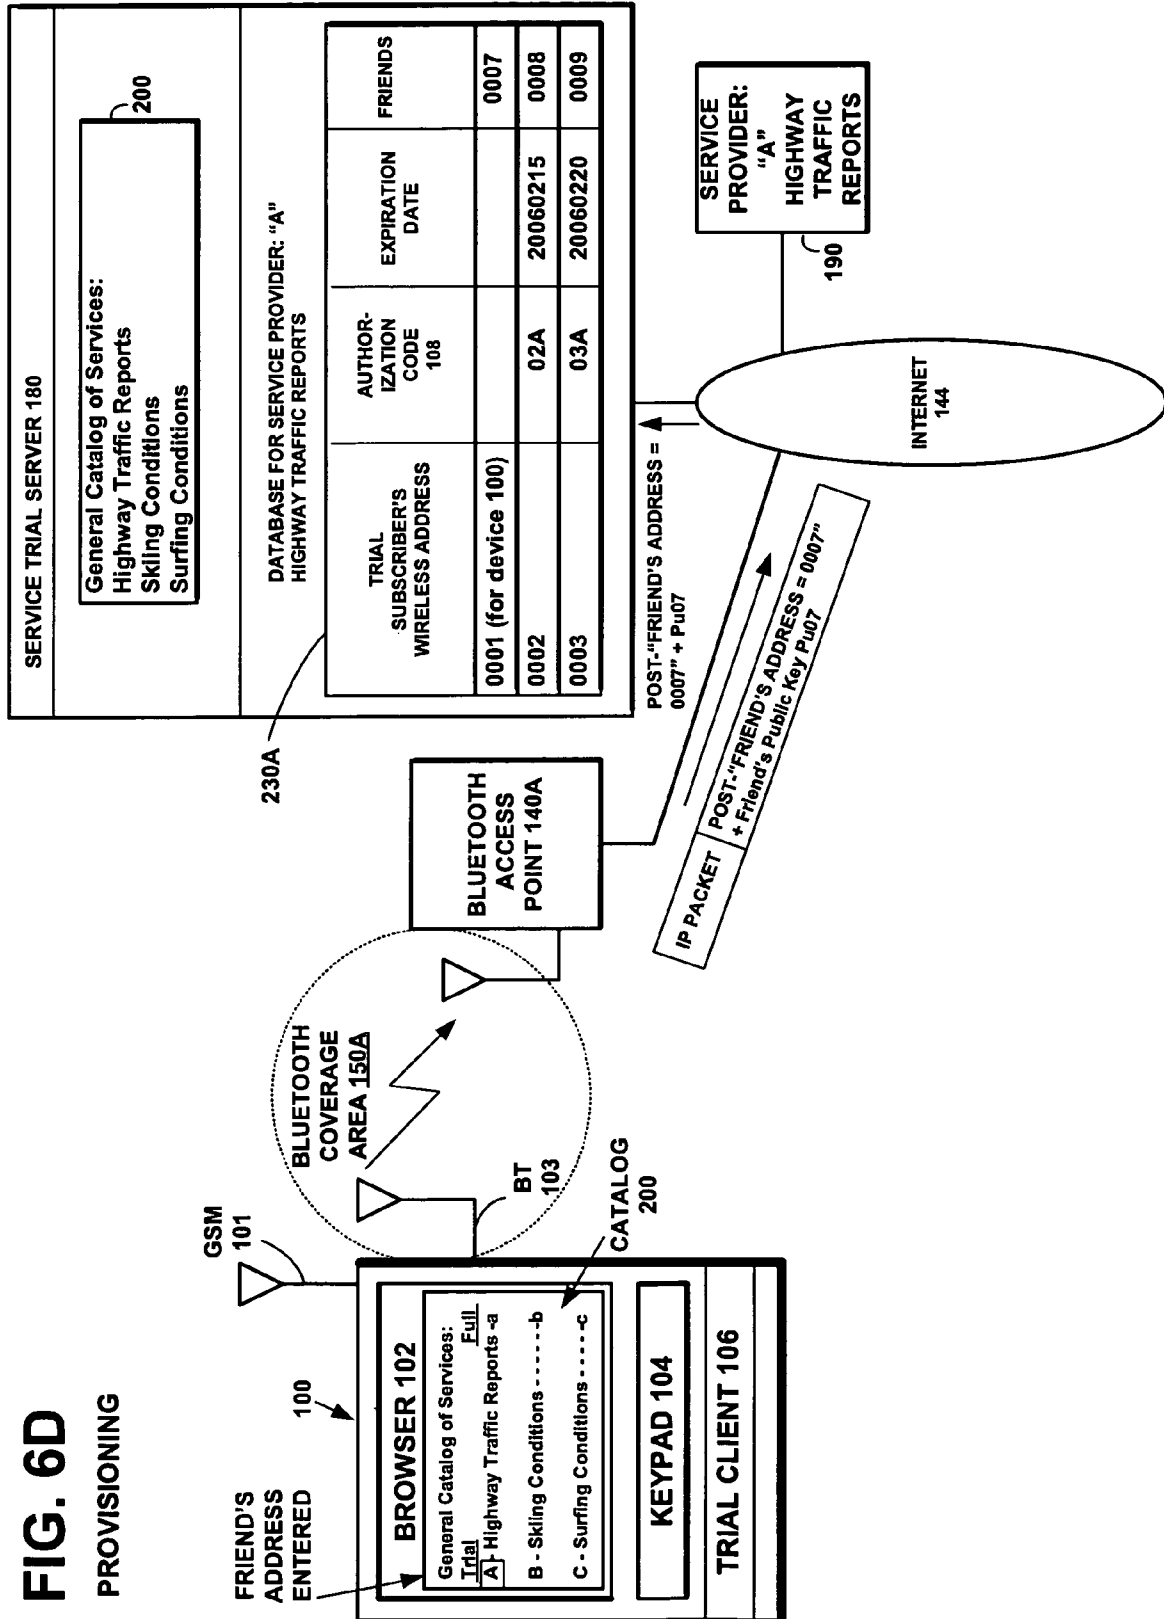 FIG. 6D
PROVISIONING
FRIEND'S
ADDRESS
ENTERED
100
GSM
101
BROWSER 102
General Catalog of Services:
Trial Full
A - Highway Traffic Reports -a
B - Skiing Conditions - - - - - -b
C - Surfing Conditions - - - - -c
KEYPAD 104
TRIAL CLIENT 106
BT
103
CATALOG
200
BLUETOOTH
COVERAGE
AREA 150A
BLUETOOTH
ACCESS
POINT 140A
IP PACKET
POST-"FRIEND'S ADDRESS = 0007"
+ Friend's Public Key Pu07
SERVICE TRIAL SERVER 180
General Catalog of Services:
Highway Traffic Reports
Skiing Conditions
Surfing Conditions
200
DATABASE FOR SERVICE PROVIDER: "A"
HIGHWAY TRAFFIC REPORTS
230A
TRIAL
SUBSCRIBER'S
WIRELESS ADDRESS
AUTHOR-
IZATION
CODE
108
EXPIRATION
DATE
FRIENDS
0001 (for device 100) 0007
0002 02A 20060215 0008
0003 03A 20060220 0009
POST-"FRIEND'S ADDRESS =
0007" + Pu07
INTERNET
144
190
SERVICE
PROVIDER:
"A"
HIGHWAY
TRAFFIC
REPORTS